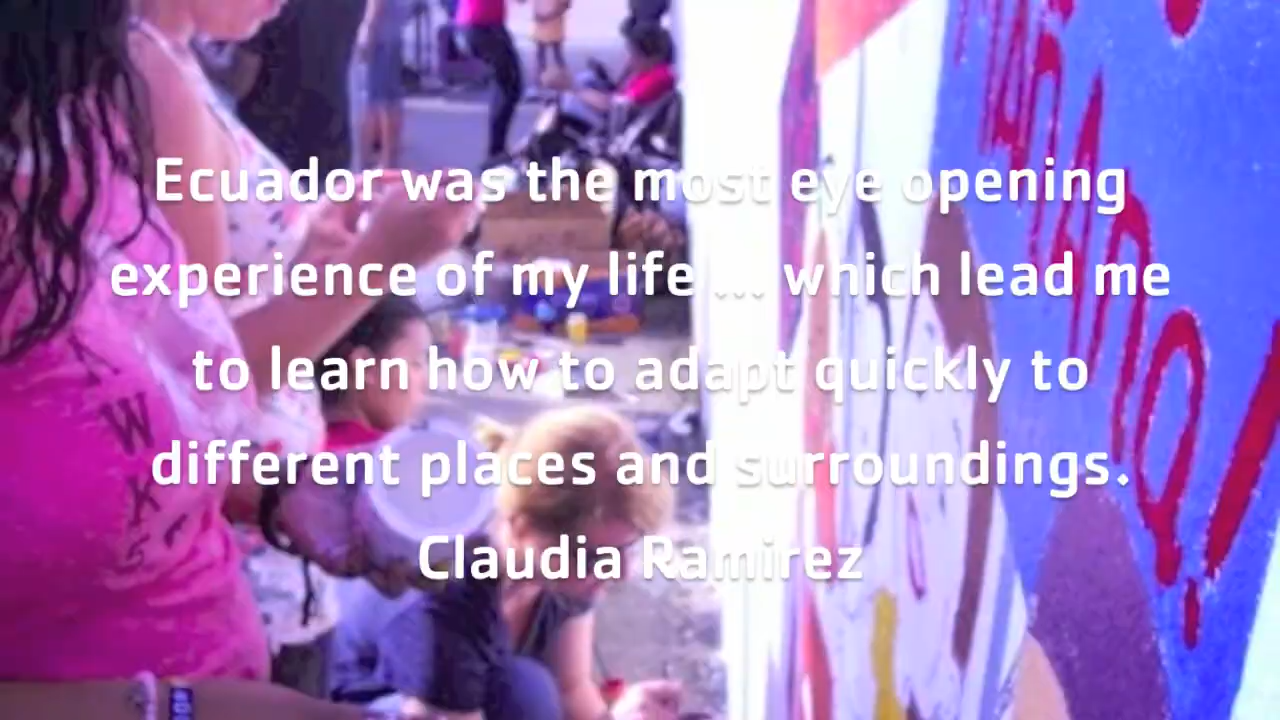 Ecuador was the most eye opening
experience of my life ... which lead me
to learn how to adapt quickly to
different places and surroundings.
Claudia Ramirez